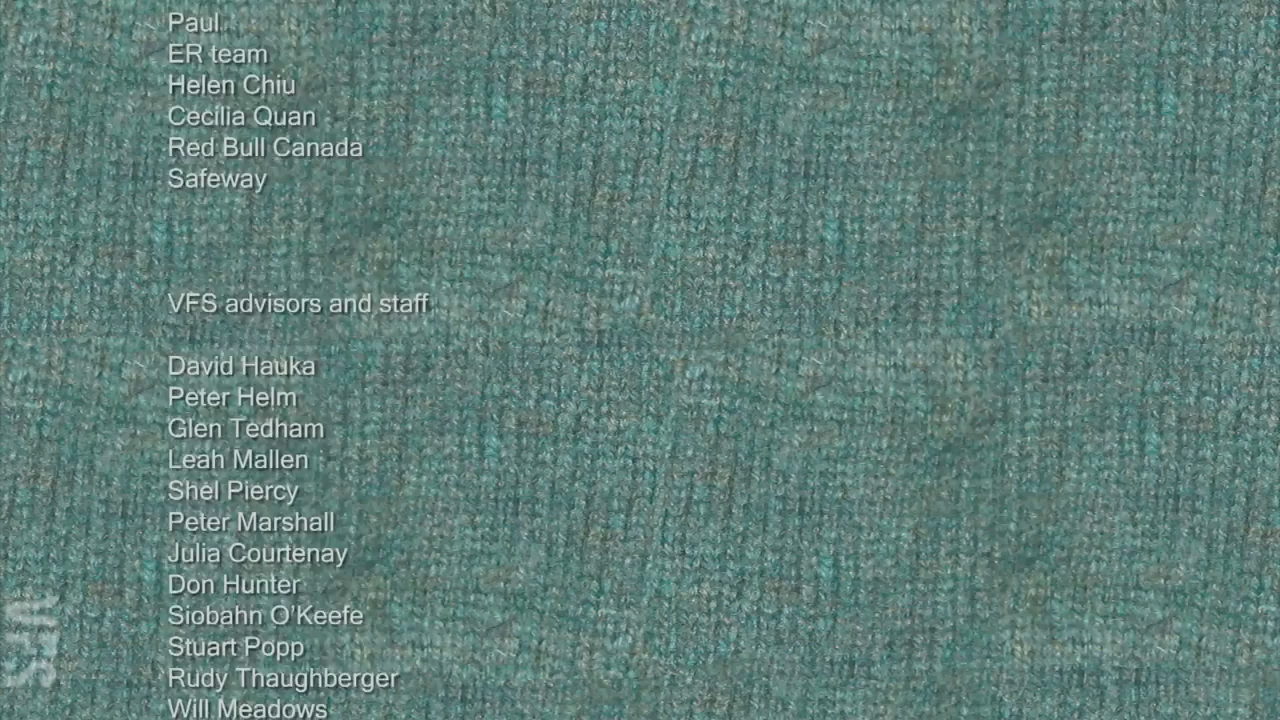 Paul
ER team
Helen Chiu
Cecilia Quan
Red Bull Canada
Safeway
VFS advisors and staff
David Hauka
Peter Helm
Glen Tedham
Leah Mallen
Shel Piercy
Peter Marshall
Julia Courtenay
Don Hunter
Siobahn O'Keefe
Stuart Popp
Rudy Thaughberger
Will Meadows
VFS